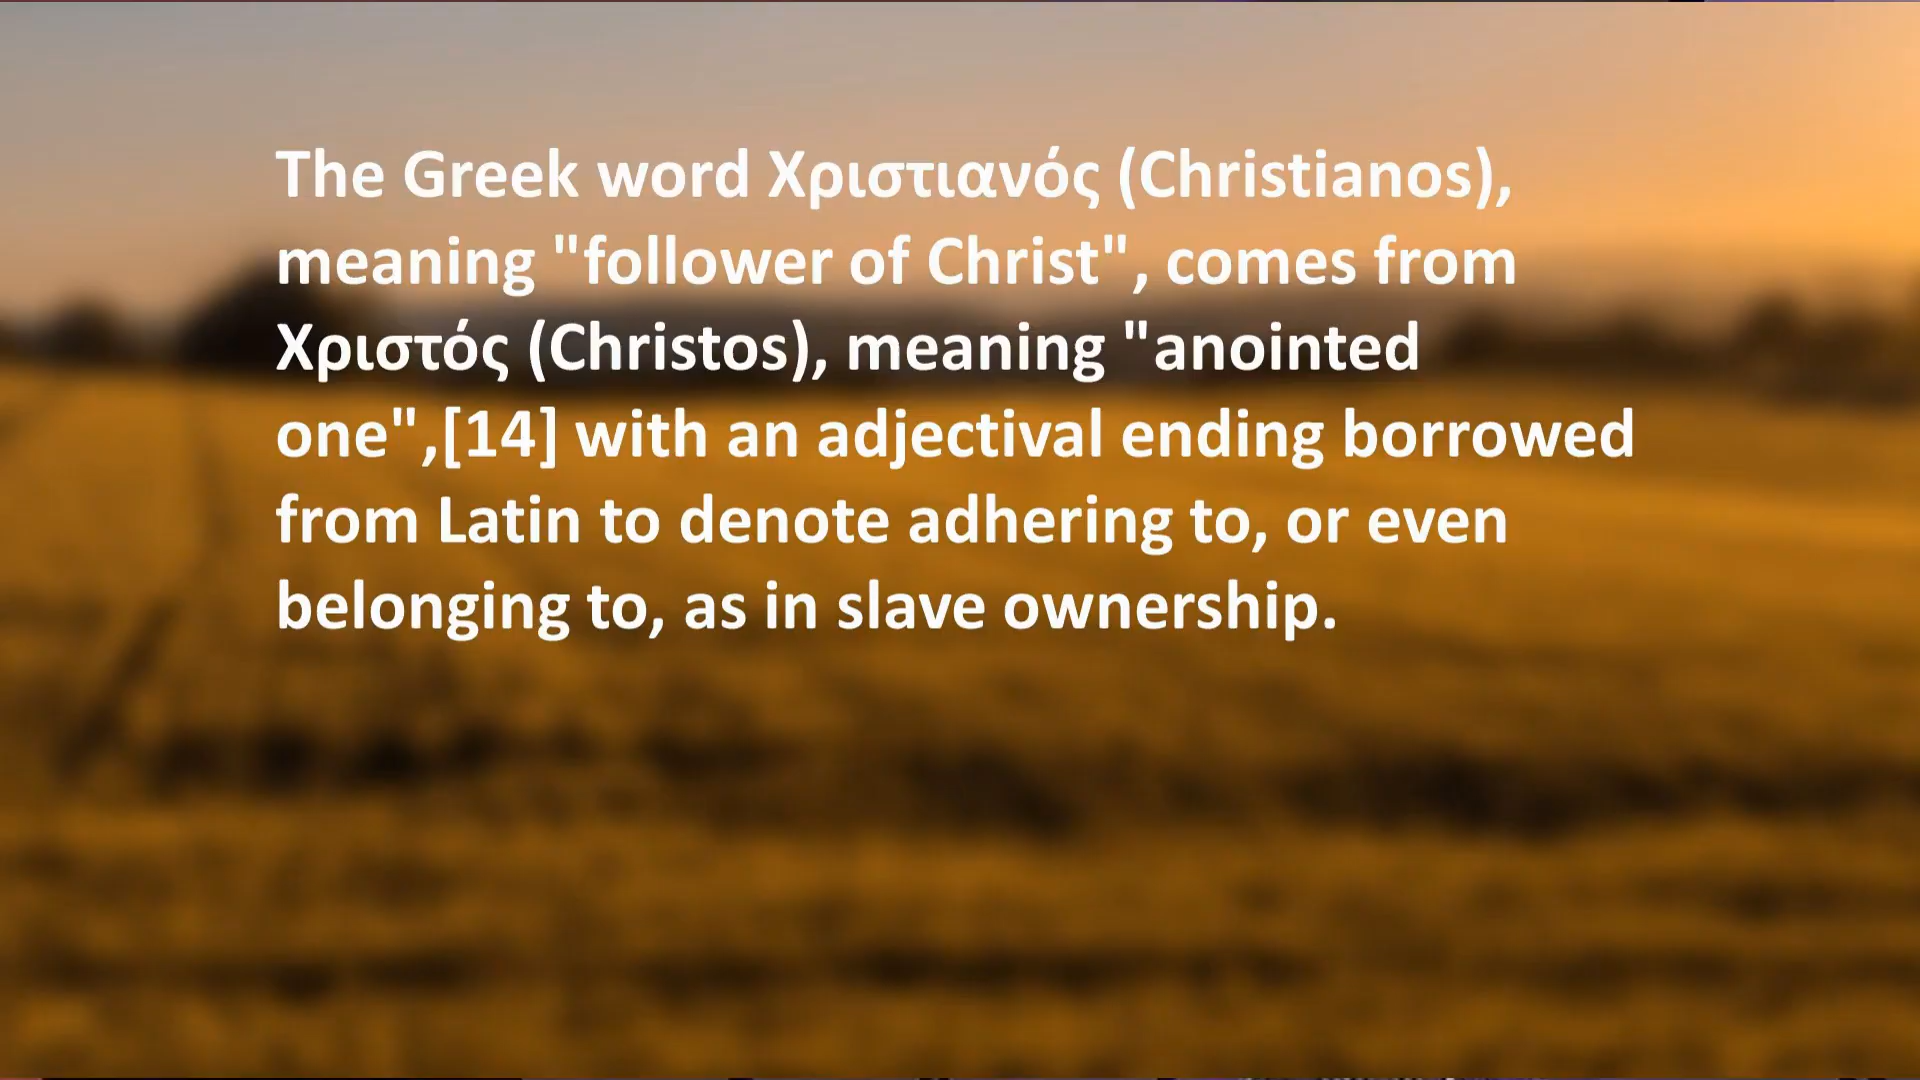 The Greek word Χριστιανός (Christianos),
meaning "follower of Christ", comes from
Χριστός (Christos), meaning "anointed
one",[14] with an adjectival ending borrowed
from Latin to denote adhering to, or even
belonging to, as in slave ownership.